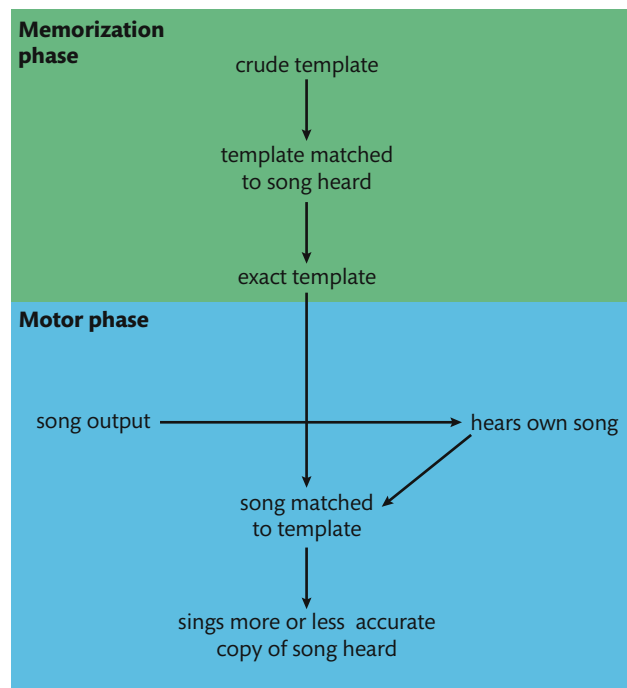 Memorization
phase
crude template
template matched
to song heard
exact template
Motor phase
song output
hears own song
song matched
to template
sings more or less accurate
copy of song heard